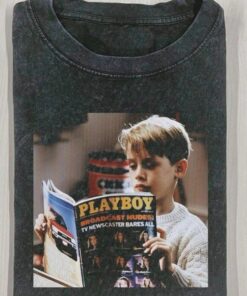 PLAYBOY
BROADCAST NUDES!
TV NEWSCASTER BARES ALL